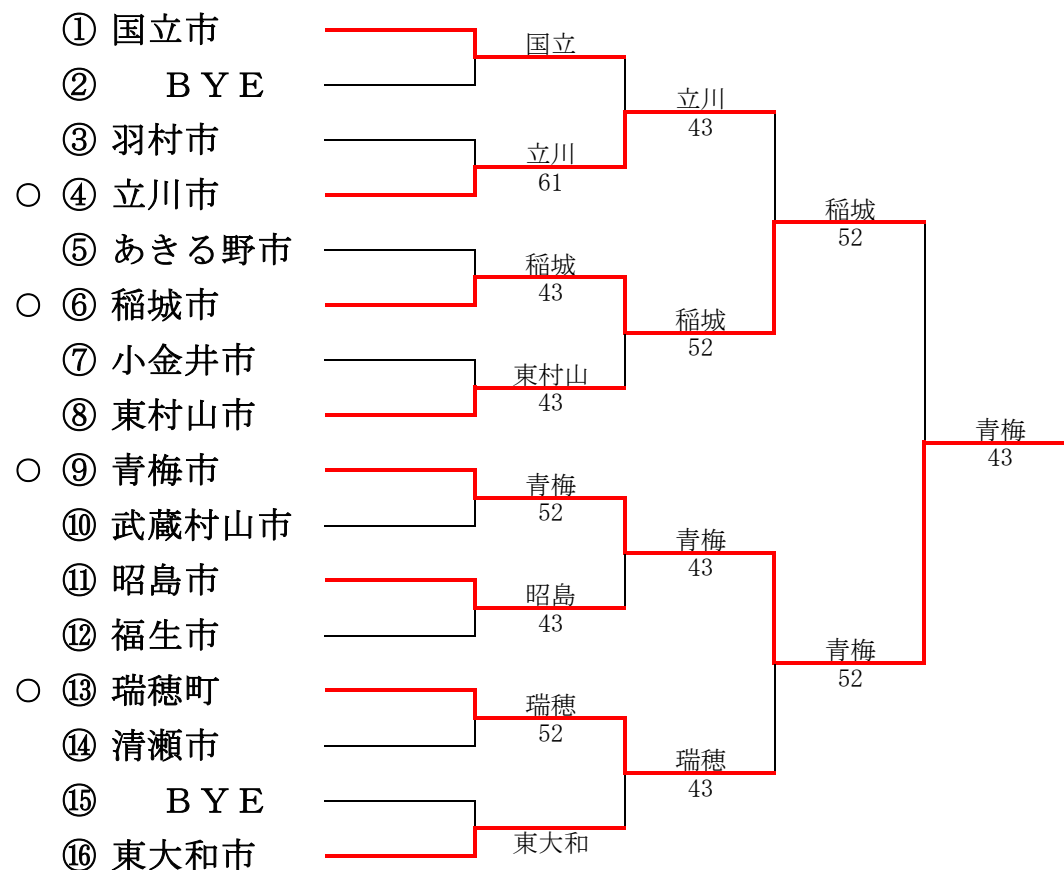 ① 国立市
② ＢＹＥ
③ 羽村市
○ ④ 立川市
⑤ あきる野市
○ ⑥ 稲城市
⑦ 小金井市
⑧ 東村山市
○ ⑨ 青梅市
⑩ 武蔵村山市
⑪ 昭島市
⑫ 福生市
○ ⑬ 瑞穂町
⑭ 清瀬市
⑮ ＢＹＥ
⑯ 東大和市
国立
立川
61
稲城
43
東村山
43
青梅
52
昭島
43
瑞穂
52
東大和
立川
43
稲城
52
青梅
43
瑞穂
43
稲城
52
青梅
52
青梅
43